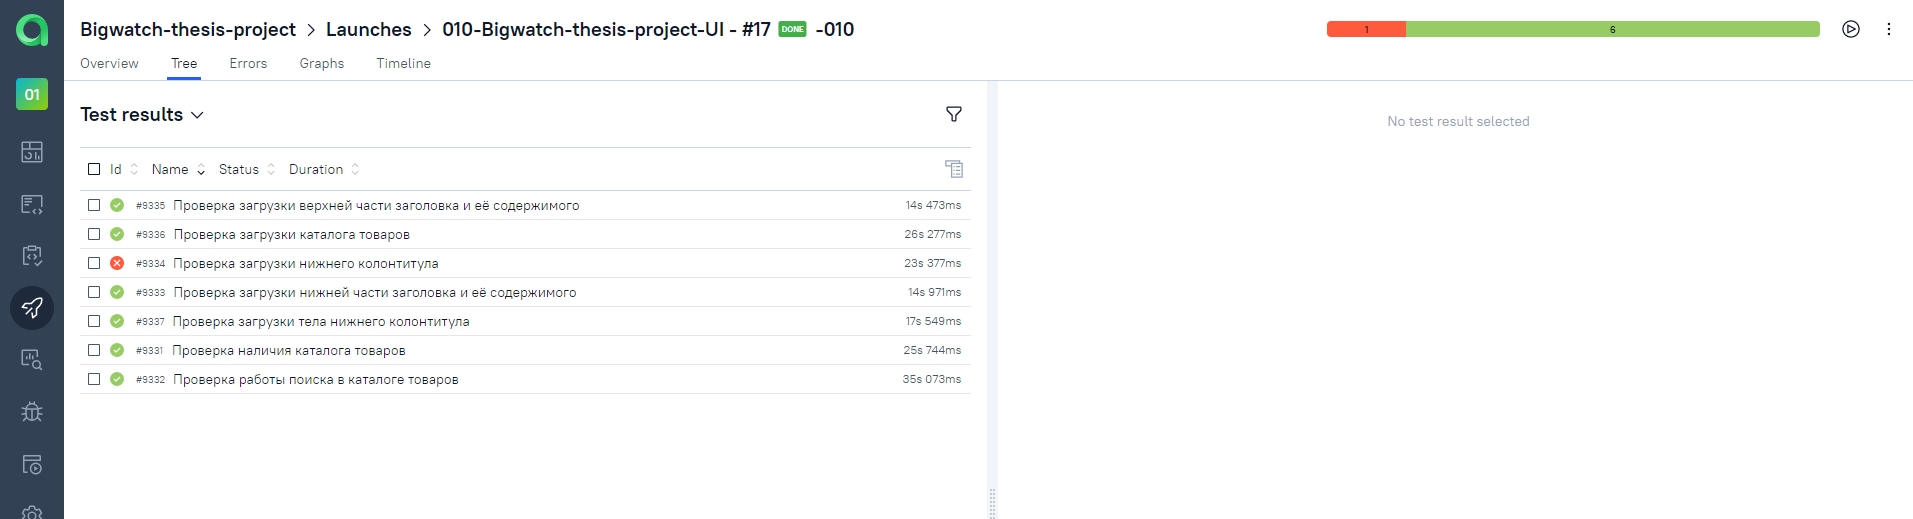 Bigwatch-thesis-project > Launches > 010-Bigwatch-thesis-project-UI - #17 DONE -010
1 6
Overview Tree Errors Graphs Timeline
01
Test results
No test result selected
Id Name Status Duration
#9335 Проверка загрузки верхней части заголовка и её содержимого 14s 473ms
#9336 Проверка загрузки каталога товаров 26s 277ms
#9334 Проверка загрузки нижнего колонтитула 23s 377ms
#9333 Проверка загрузки нижней части заголовка и её содержимого 14s 971ms
#9337 Проверка загрузки тела нижнего колонтитула 17s 549ms
#9331 Проверка наличия каталога товаров 25s 744ms
#9332 Проверка работы поиска в каталоге товаров 35s 073ms